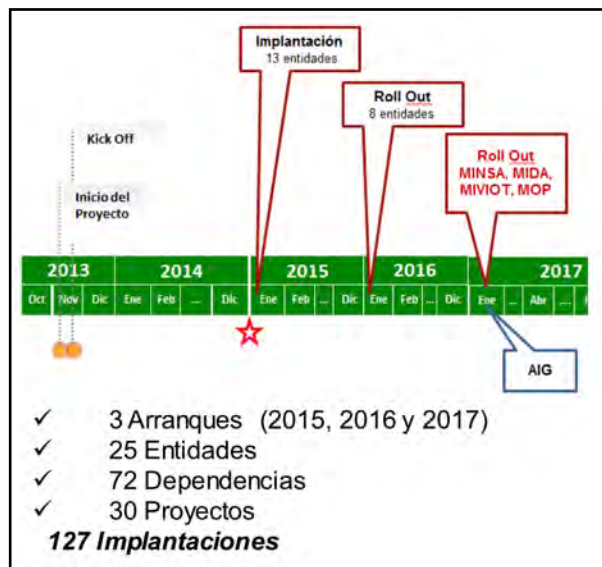 Implantación
13 entidades
Roll Out
8 entidades
Kick Off
Roll Out
MINSA, MIDA,
MIVIOT, MOP
Inicio del
Proyecto
2013 2014 2015 2016 2017
Oct Nov Dic Ene Feb .... Dic Ene Feb ... Dic Ene Feb ... Dic Ene ... Abr ....
AIG
✓ 3 Arranques (2015, 2016 y 2017)
✓ 25 Entidades
✓ 72 Dependencias
✓ 30 Proyectos
127 Implantaciones